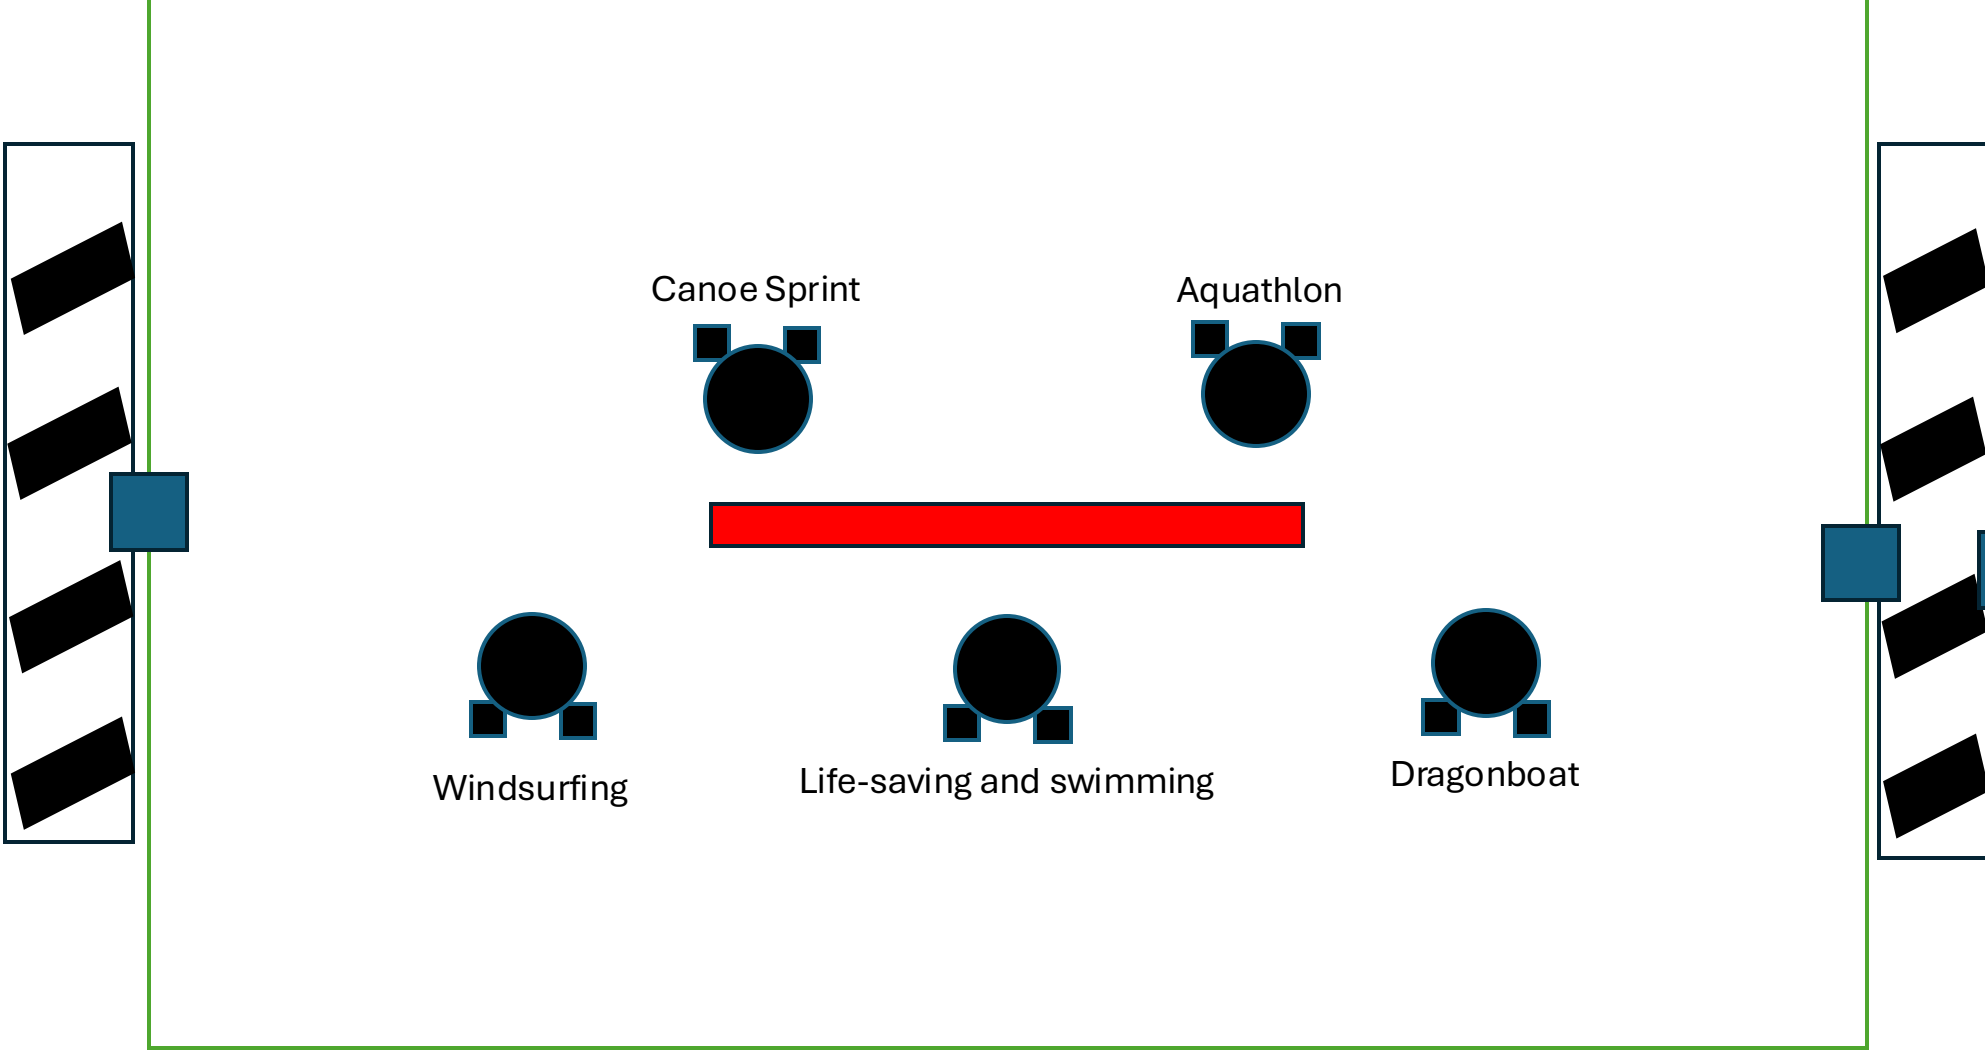 Canoe Sprint
Aquathlon
Windsurfing
Life-saving and swimming
Dragonboat